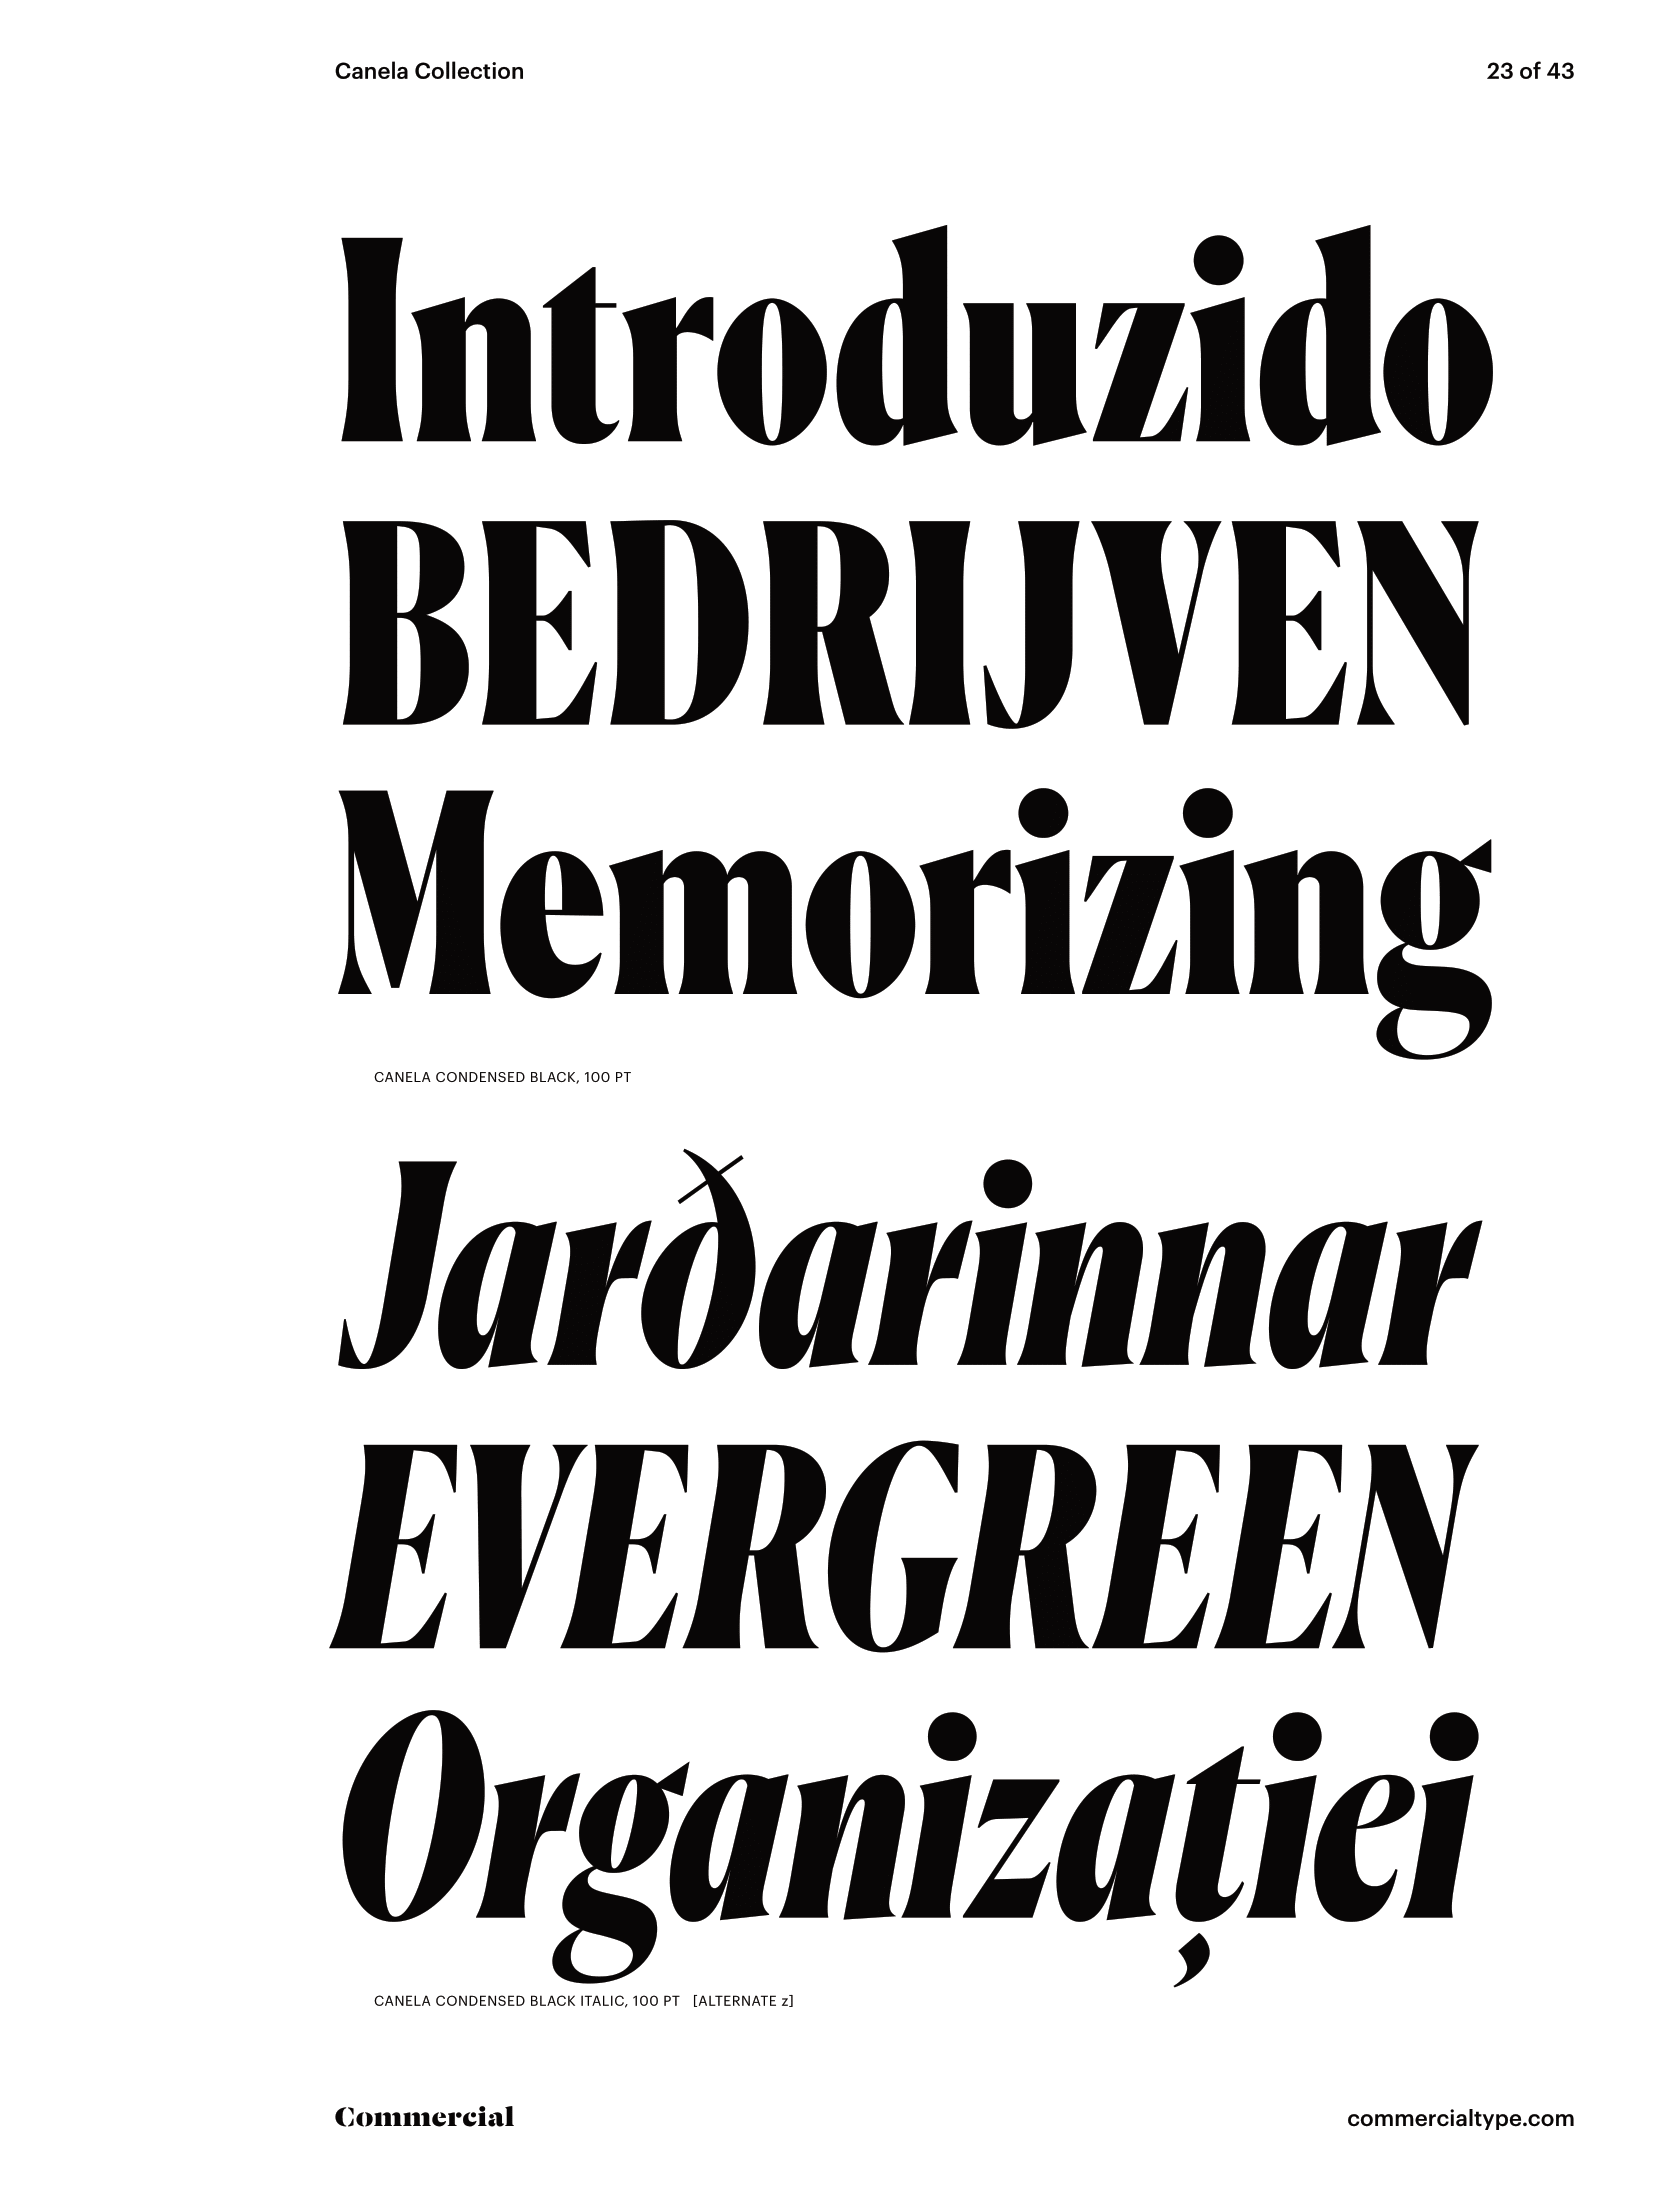 Canela Collection
23 of 43
Introduzido
BEDRIJVEN
Memorizing
CANELA CONDENSED BLACK, 100 PT
Jarðarinnar
EVERGREEN
Organizației
CANELA CONDENSED BLACK ITALIC, 100 PT [ALTERNATE z]
Commercial
commercialtype.com